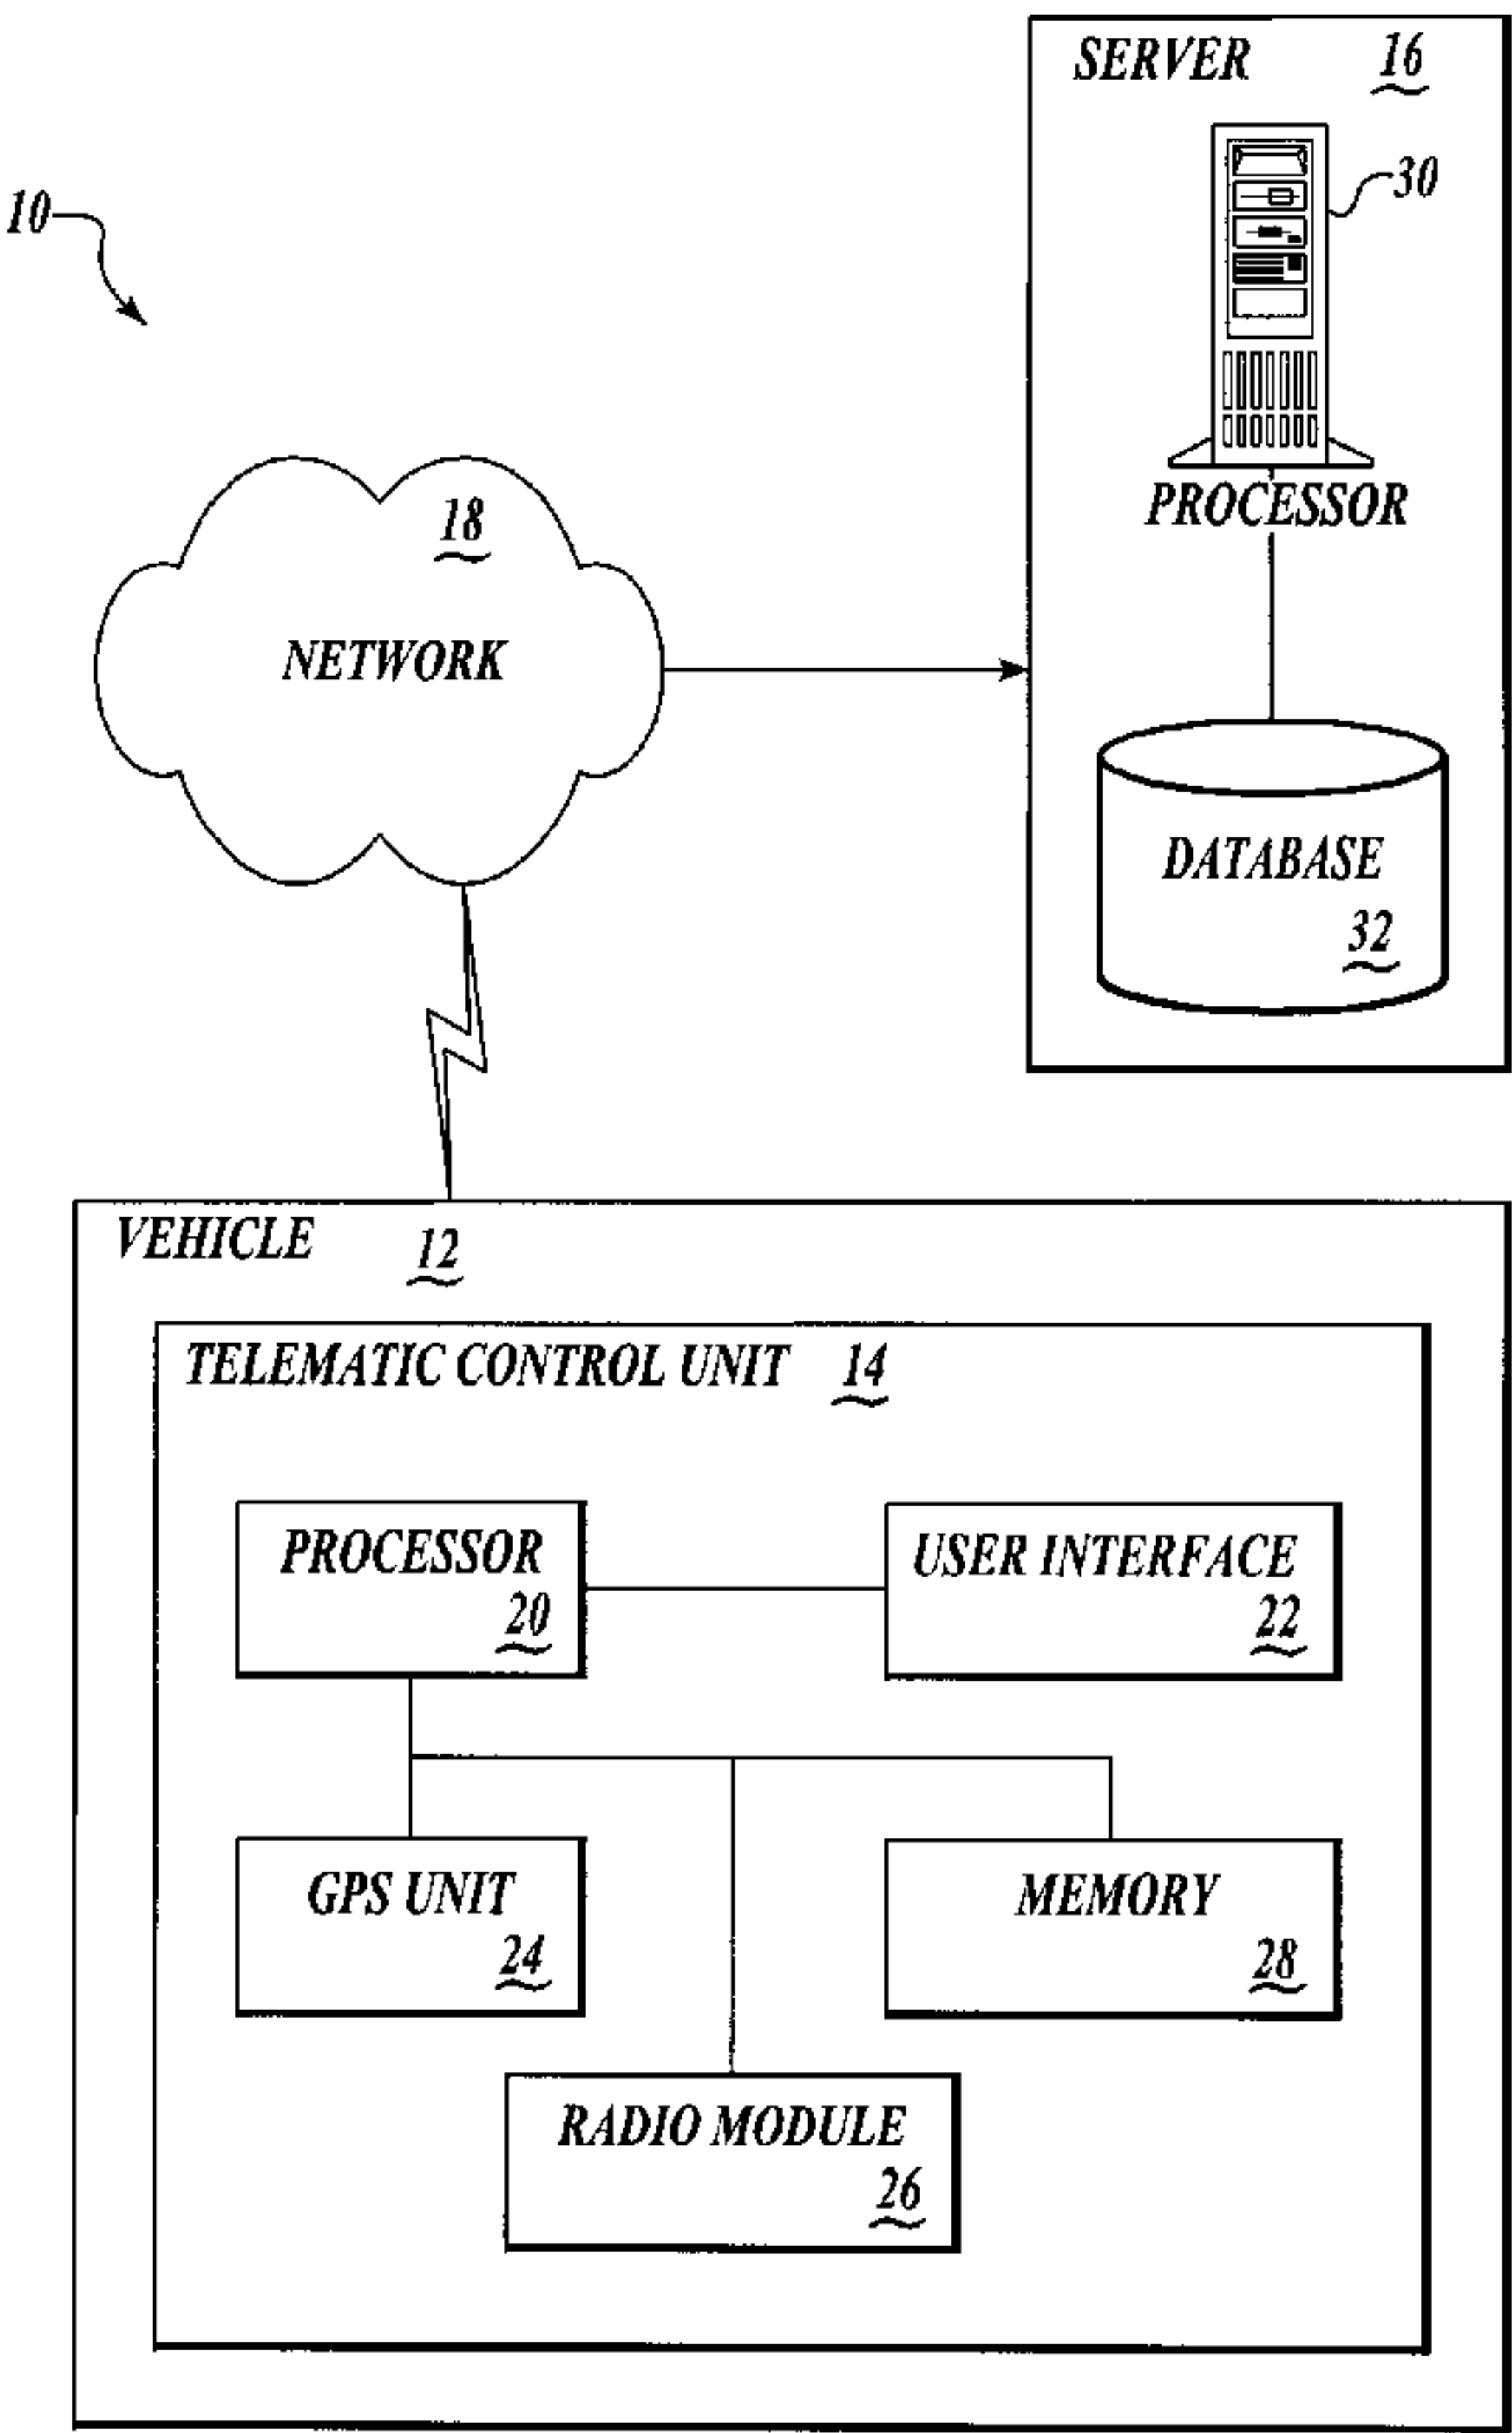 SERVER 16
30
10
PROCESSOR
18
NETWORK
DATABASE
32
VEHICLE 12
TELEMATIC CONTROL UNIT 14
PROCESSOR
20
USER INTERFACE
22
GPS UNIT
24
MEMORY
28
RADIO MODULE
26